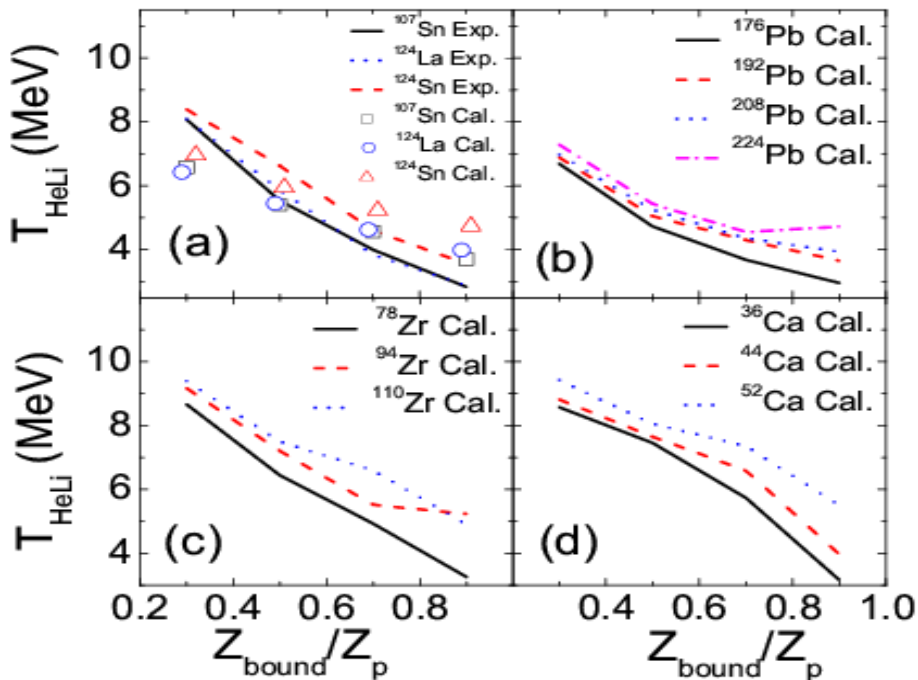 10
8
6
4
T_HeLi (MeV)
¹⁰⁷Sn Exp.
¹²⁴La Exp.
¹²⁴Sn Exp.
¹⁰⁷Sn Cal.
¹²⁴La Cal.
¹²⁴Sn Cal.
(a)
¹⁷⁶Pb Cal.
¹⁹²Pb Cal.
²⁰⁸Pb Cal.
²²⁴Pb Cal.
(b)
10
8
6
4
T_HeLi (MeV)
⁷⁸Zr Cal.
⁹⁴Zr Cal.
¹¹⁰Zr Cal.
(c)
³⁶Ca Cal.
⁴⁴Ca Cal.
⁵²Ca Cal.
(d)
0.2 0.4 0.6 0.8
0.4 0.6 0.8 1.0
Z_bound/Z_p
Z_bound/Z_p